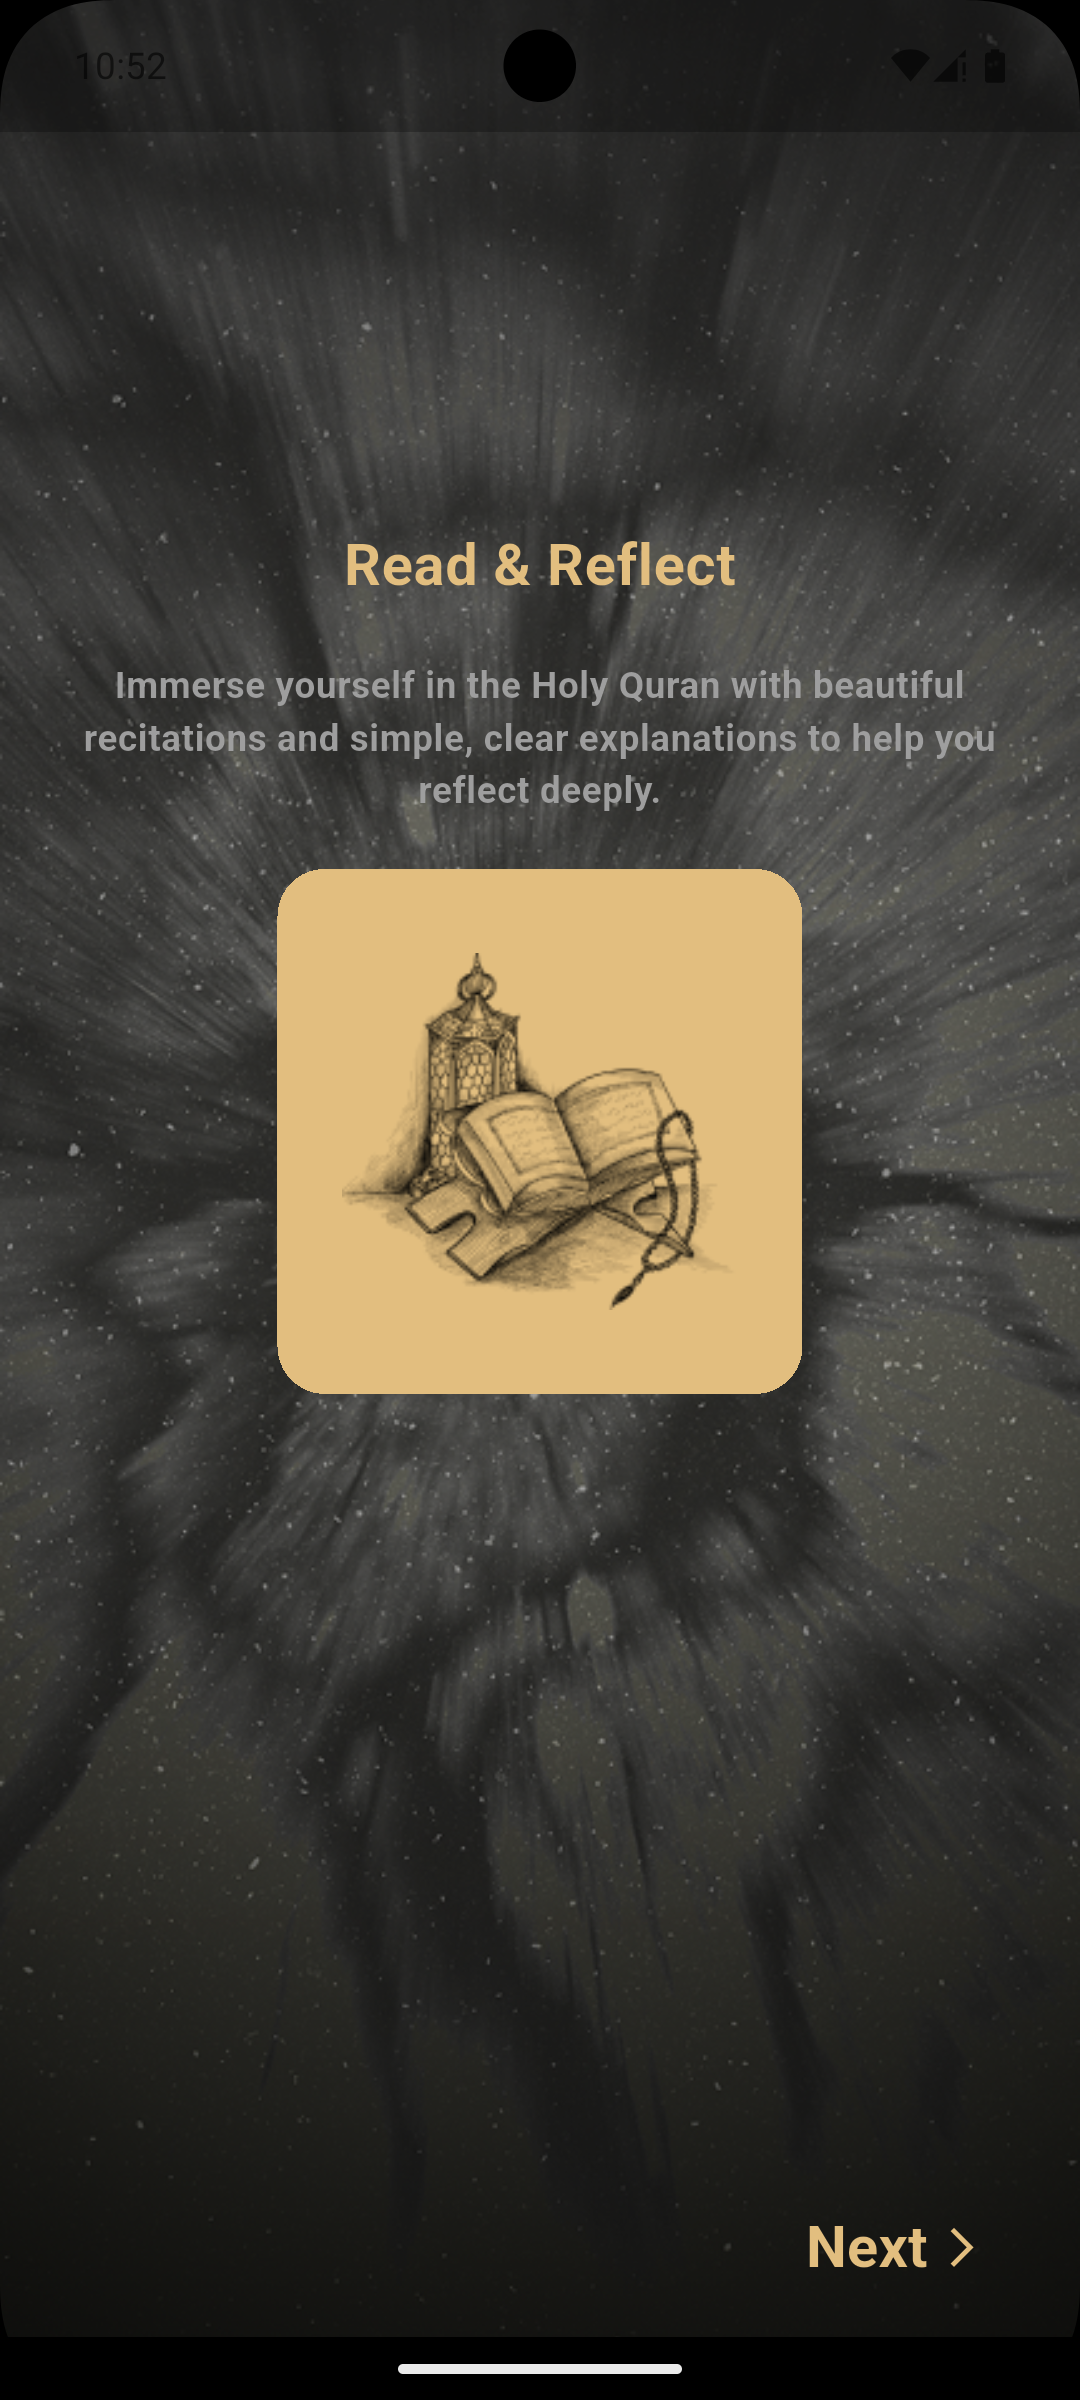 10:52
Read & Reflect
Immerse yourself in the Holy Quran with beautiful
recitations and simple, clear explanations to help you
reflect deeply.
Next